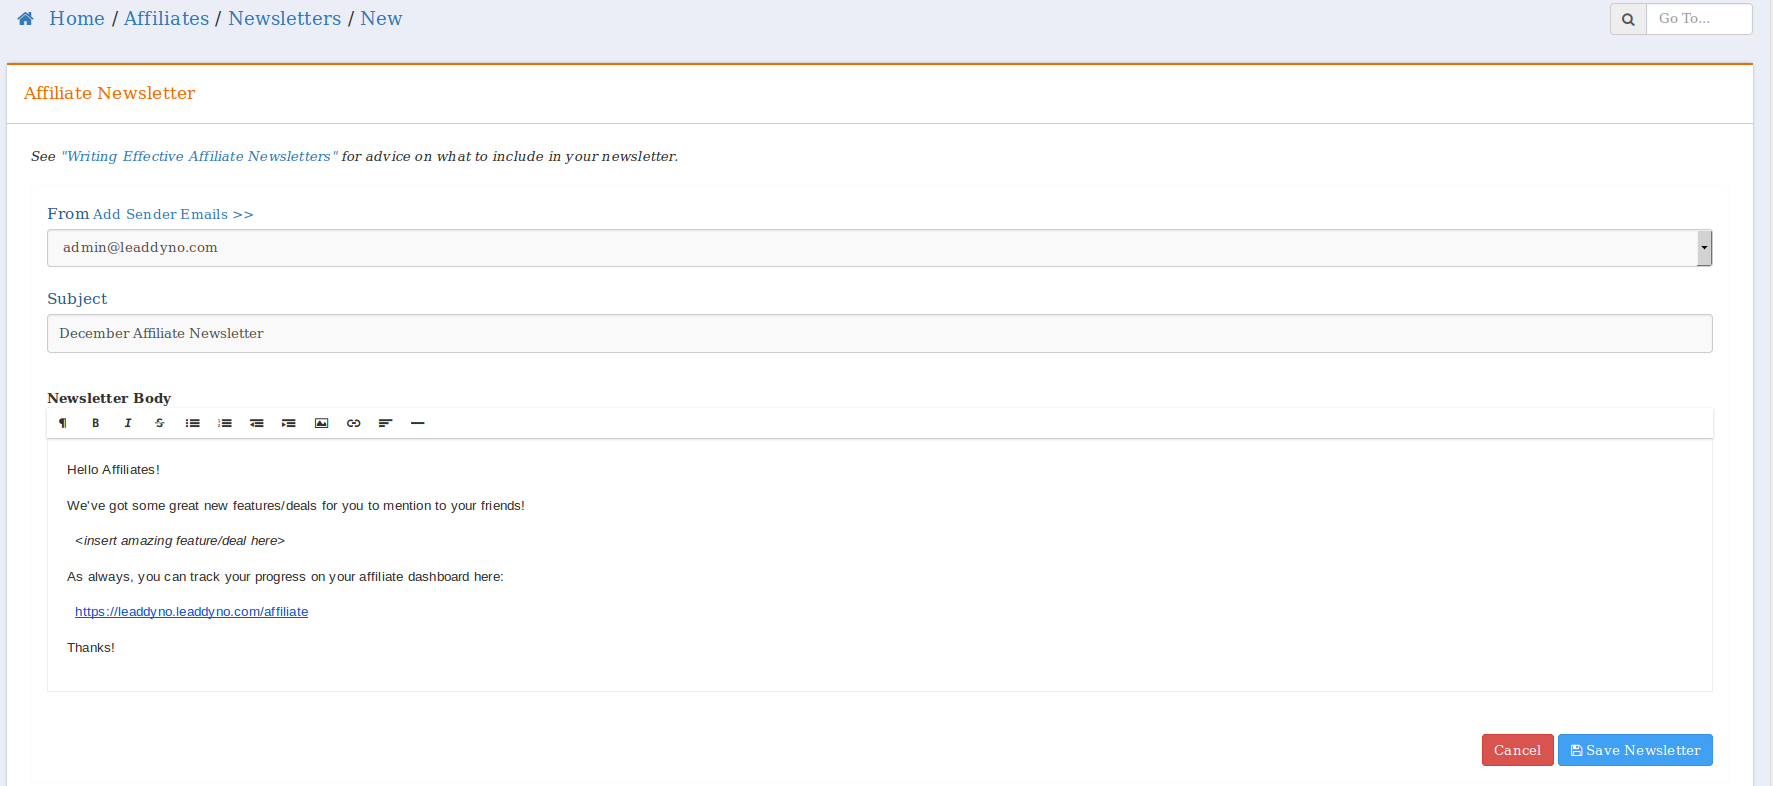 Home / Affiliates / Newsletters / New
Go To...
Affiliate Newsletter
See "Writing Effective Affiliate Newsletters" for advice on what to include in your newsletter.
From Add Sender Emails >>
admin@leaddyno.com
Subject
December Affiliate Newsletter
Newsletter Body
¶ B I S
Hello Affiliates!
We've got some great new features/deals for you to mention to your friends!
<insert amazing feature/deal here>
As always, you can track your progress on your affiliate dashboard here:
https://leaddyno.leaddyno.com/affiliate
Thanks!
Cancel Save Newsletter